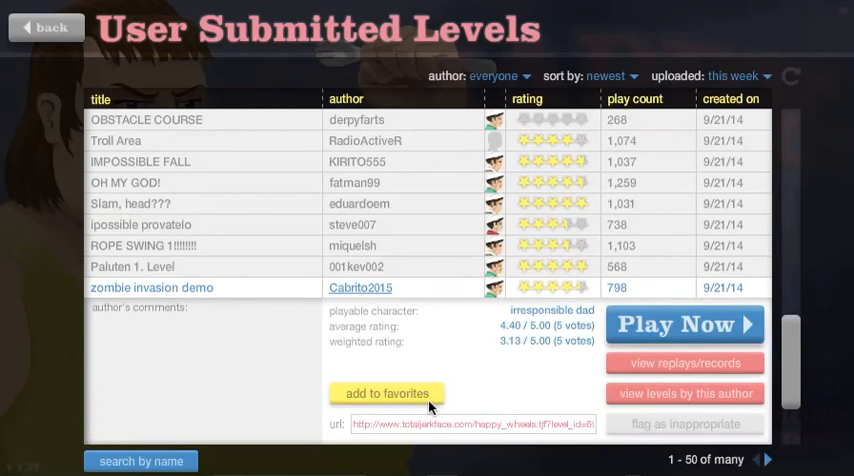 back
User Submitted Levels
author: everyone sort by: newest uploaded: this week
title author rating play count created on
OBSTACLE COURSE derpyfarts 268 9/21/14
Troll Area RadioActiveR 1,074 9/21/14
IMPOSSIBLE FALL KIRITO555 1,037 9/21/14
OH MY GOD! fatman99 1,259 9/21/14
Slam, head??? eduardoem 1,031 9/21/14
ipossible provatelo steve007 738 9/21/14
ROPE SWING 1!!!!!!!! miquelsh 1,103 9/21/14
Paluten 1. Level 001kev002 568 9/21/14
zombie invasion demo Cabrito2015 798 9/21/14
author's comments:
playable character: irresponsible dad
average rating: 4.40 / 5.00 (5 votes)
weighted rating: 3.13 / 5.00 (5 votes)
Play Now
view replays/records
add to favorites
view levels by this author
url: http://www.totaljerkface.com/happy_wheels.tjf?level_id=6
flag as inappropriate
search by name
1 - 50 of many